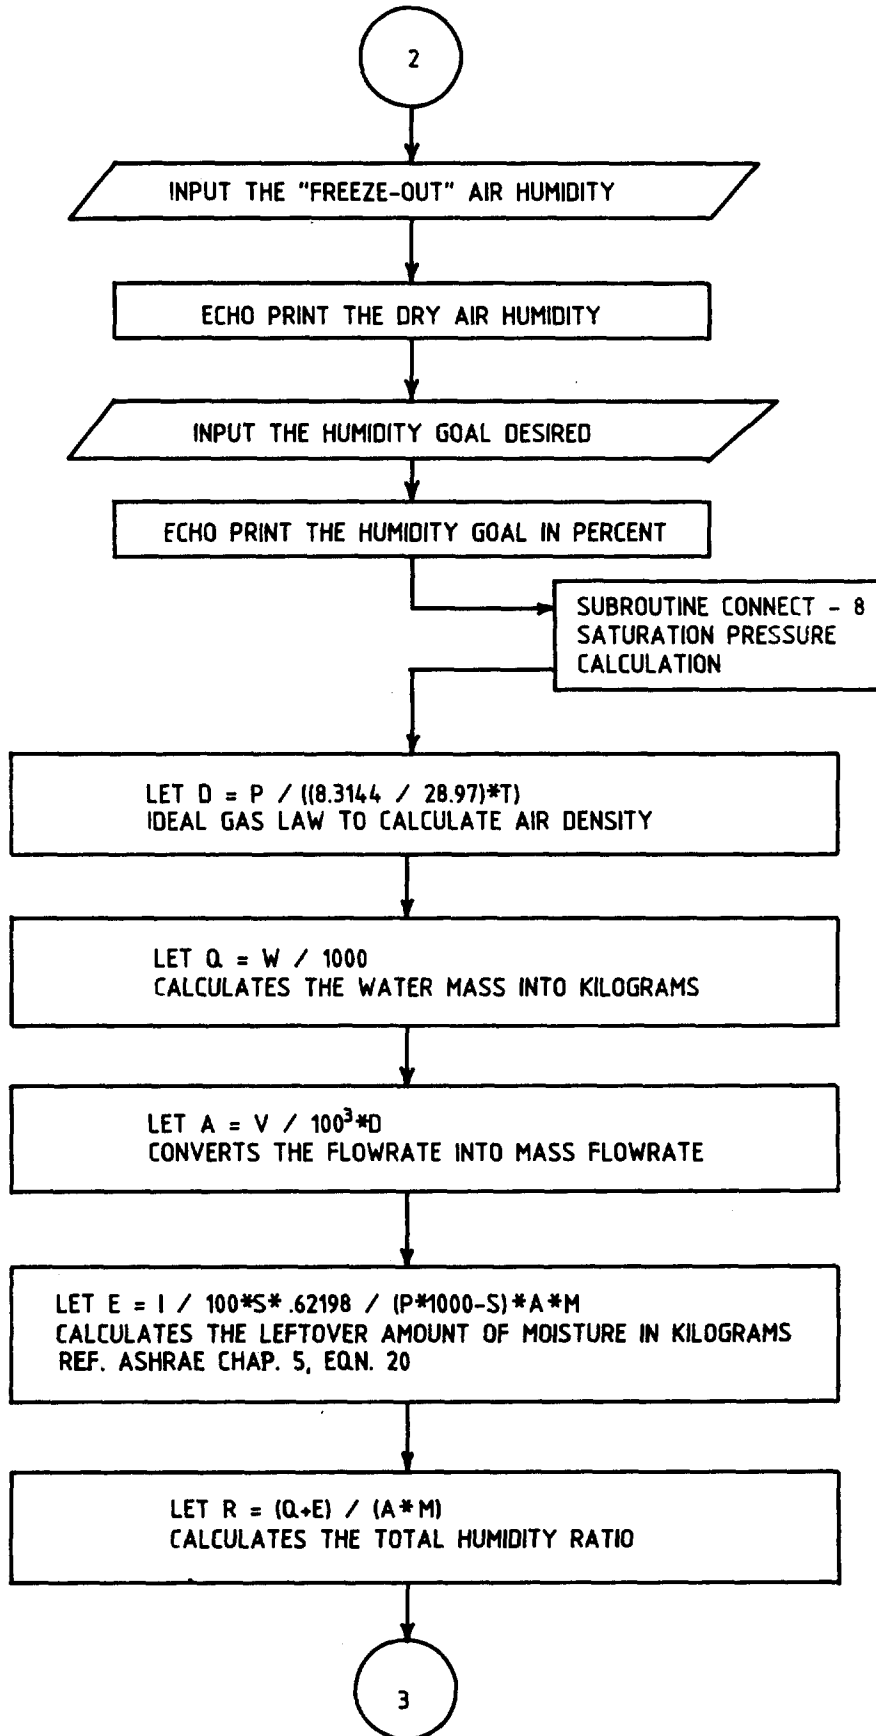 2
INPUT THE "FREEZE-OUT" AIR HUMIDITY
ECHO PRINT THE DRY AIR HUMIDITY
INPUT THE HUMIDITY GOAL DESIRED
ECHO PRINT THE HUMIDITY GOAL IN PERCENT
SUBROUTINE CONNECT - 8
SATURATION PRESSURE
CALCULATION
LET D = P / ((8.3144 / 28.97)*T)
IDEAL GAS LAW TO CALCULATE AIR DENSITY
LET Q = W / 1000
CALCULATES THE WATER MASS INTO KILOGRAMS
LET A = V / 100³*D
CONVERTS THE FLOWRATE INTO MASS FLOWRATE
LET E = I / 100*S* .62198 / (P*1000-S)*A*M
CALCULATES THE LEFTOVER AMOUNT OF MOISTURE IN KILOGRAMS
REF. ASHRAE CHAP. 5, EQN. 20
LET R = (Q+E) / (A*M)
CALCULATES THE TOTAL HUMIDITY RATIO
3